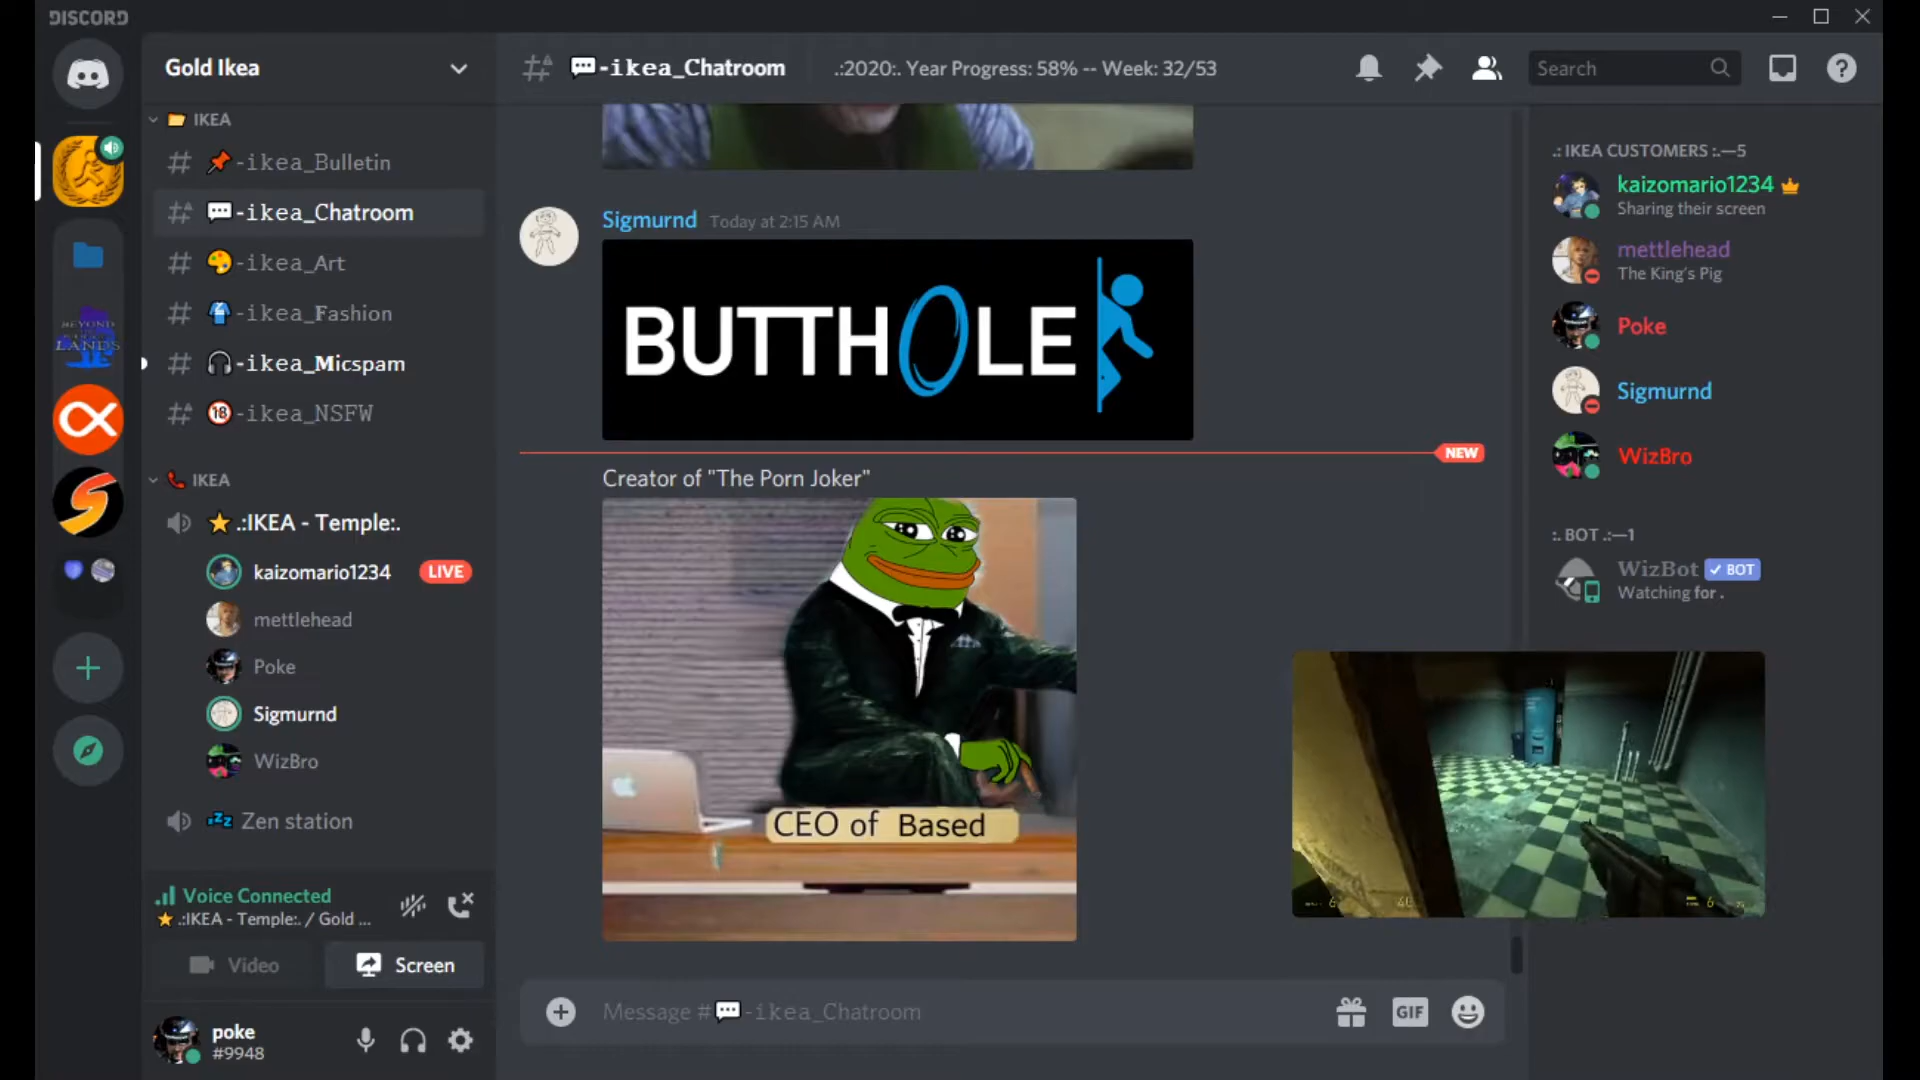 DISCORD
Gold Ikea
IKEA
-ikea_Bulletin
-ikea_Chatroom
-ikea_Art
-ikea_Fashion
-ikea_Micspam
18 -ikea_NSFW
IKEA
.:IKEA - Temple:.
kaizomario1234 LIVE
mettlehead
Poke
Sigmurnd
WizBro
Zen station
Voice Connected
.:IKEA - Temple:. / Gold ...
Video
Screen
poke
#9948
BEYOND
LANDS
-ikea_Chatroom
.:2020:. Year Progress: 58% -- Week: 32/53
Search
Sigmurnd Today at 2:15 AM
BUTTHOLE
NEW
Creator of "The Porn Joker"
CEO of Based
Message # -ikea_Chatroom
GIF
.: IKEA CUSTOMERS :.—5
kaizomario1234
Sharing their screen
mettlehead
The King's Pig
Poke
Sigmurnd
WizBro
:. BOT .:—1
WizBot BOT
Watching for .